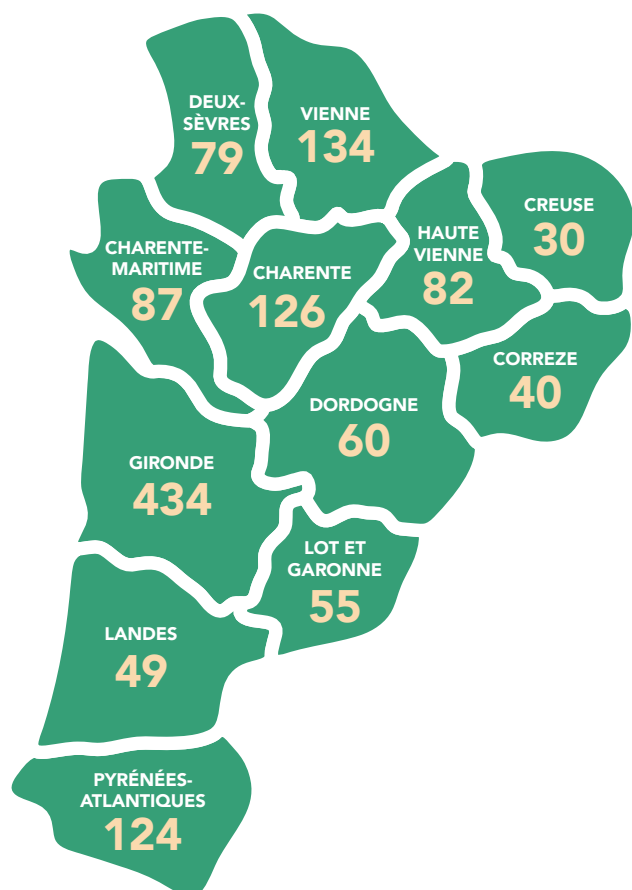 DEUX-
SÈVRES
79
VIENNE
134
CREUSE
30
HAUTE
VIENNE
82
CHARENTE-
MARITIME
87
CHARENTE
126
CORREZE
40
DORDOGNE
60
GIRONDE
434
LOT ET
GARONNE
55
LANDES
49
PYRÉNÉES-
ATLANTIQUES
124